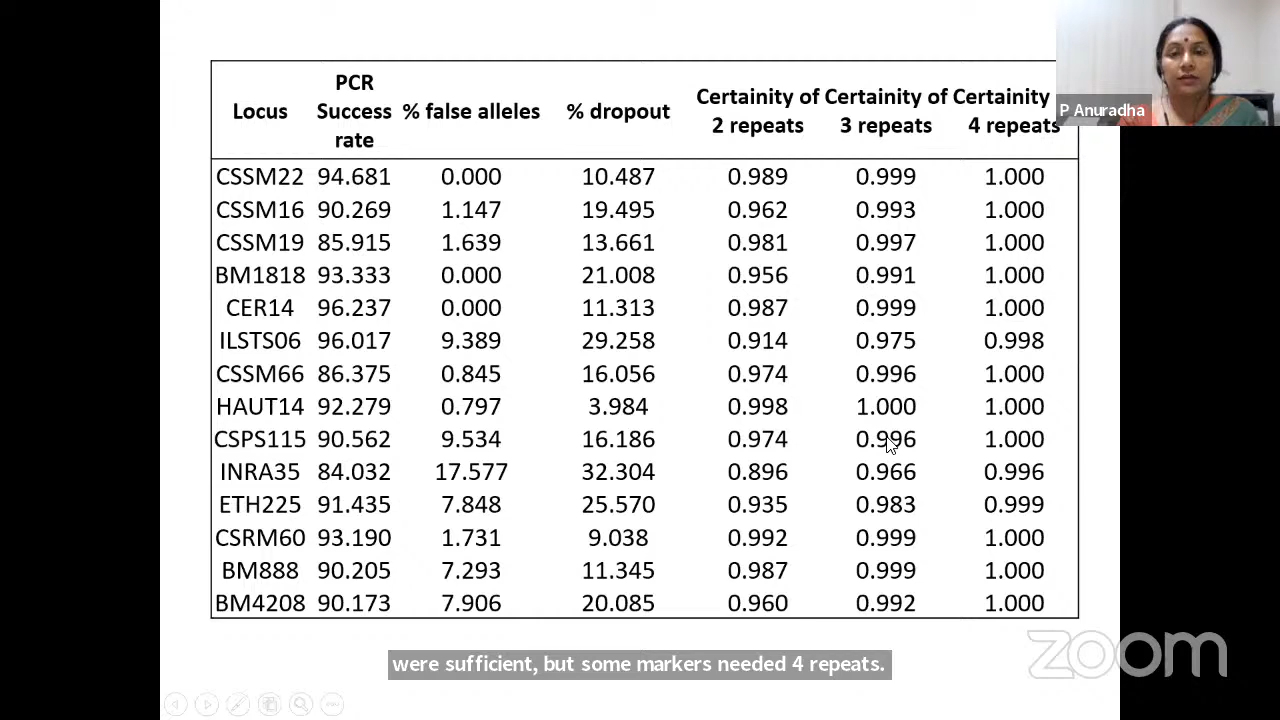 PCR
Locus Success % false alleles % dropout Certainity of Certainity of Certainity
rate 2 repeats 3 repeats 4 repeats
P Anuradha
CSSM22 94.681 0.000 10.487 0.989 0.999 1.000
CSSM16 90.269 1.147 19.495 0.962 0.993 1.000
CSSM19 85.915 1.639 13.661 0.981 0.997 1.000
BM1818 93.333 0.000 21.008 0.956 0.991 1.000
CER14 96.237 0.000 11.313 0.987 0.999 1.000
ILSTS06 96.017 9.389 29.258 0.914 0.975 0.998
CSSM66 86.375 0.845 16.056 0.974 0.996 1.000
HAUT14 92.279 0.797 3.984 0.998 1.000 1.000
CSPS115 90.562 9.534 16.186 0.974 0.996 1.000
INRA35 84.032 17.577 32.304 0.896 0.966 0.996
ETH225 91.435 7.848 25.570 0.935 0.983 0.999
CSRM60 93.190 1.731 9.038 0.992 0.999 1.000
BM888 90.205 7.293 11.345 0.987 0.999 1.000
BM4208 90.173 7.906 20.085 0.960 0.992 1.000
zoom
were sufficient, but some markers needed 4 repeats.